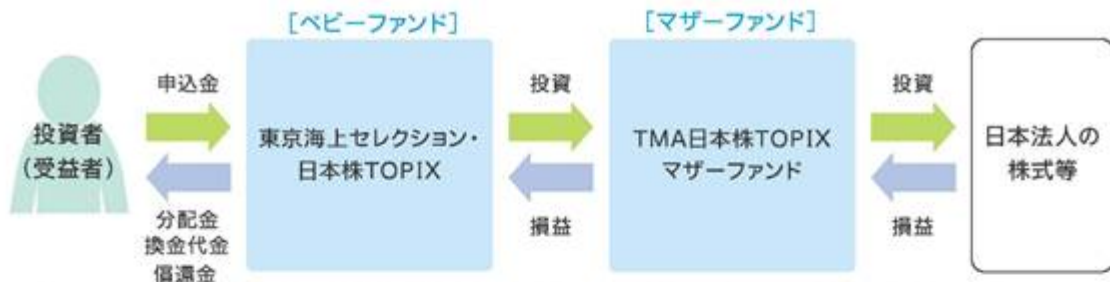 [ベビーファンド]
[マザーファンド]
投資者
(受益者)
申込金
分配金
換金代金
償還金
東京海上セレクション・
日本株TOPIX
投資
損益
TMA日本株TOPIX
マザーファンド
投資
損益
日本法人の
株式等